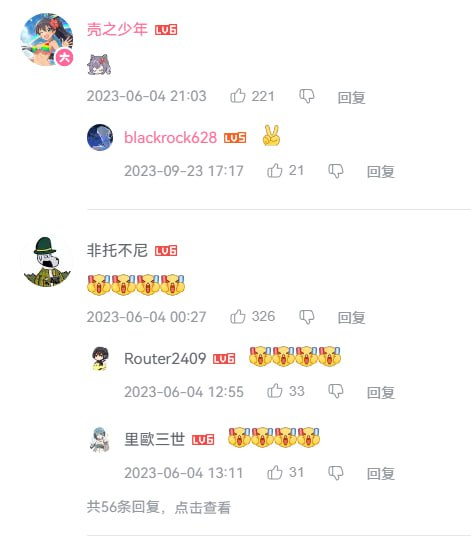 壳之少年 LV6
大
2023-06-04 21:03 221 回复
blackrock628 LV5
2023-09-23 17:17 21 回复
非托不尼 LV6
2023-06-04 00:27 326 回复
Router2409 LV6
2023-06-04 12:55 33 回复
里歐三世 LV6
2023-06-04 13:11 31 回复
共56条回复，点击查看